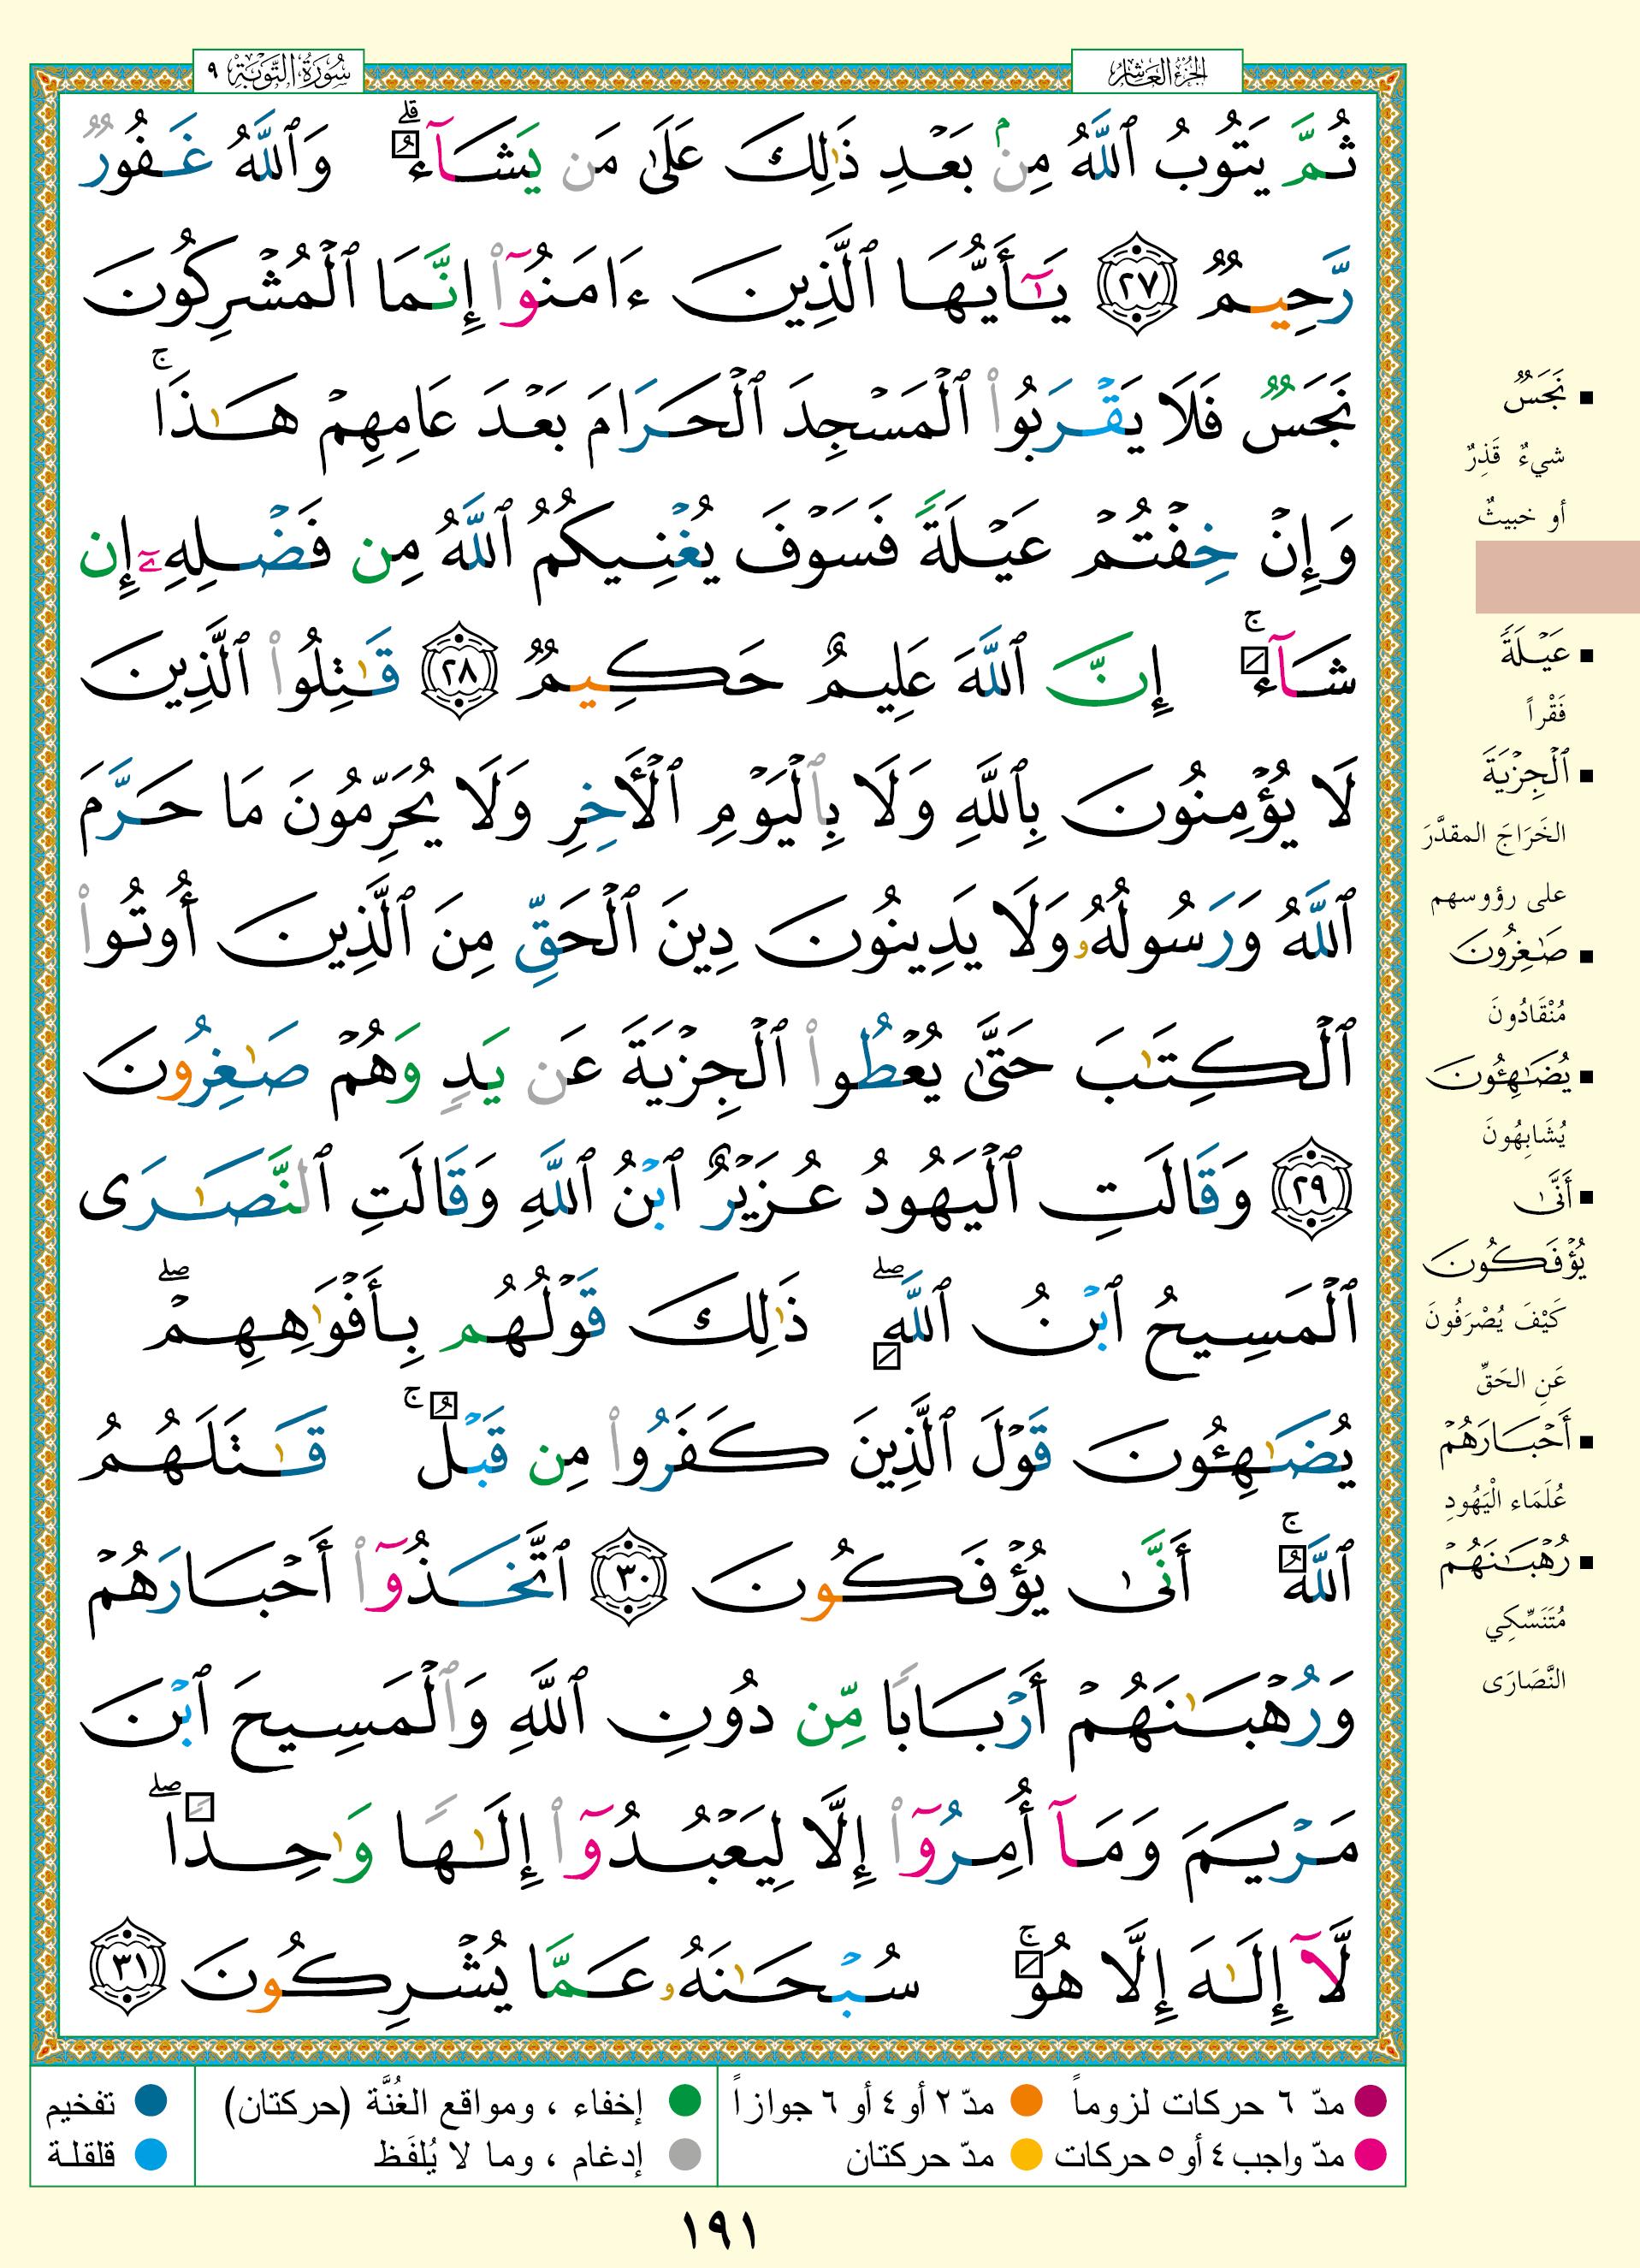 الجزء العاشر
سورة التوبة ٩
ثُمَّ يَتُوبُ ٱللَّهُ مِنۢ بَعْدِ ذَٰلِكَ عَلَىٰ مَن يَشَآءُ ۗ وَٱللَّهُ غَفُورٌ
رَّحِيمٌ ٢٧ يَٰٓأَيُّهَا ٱلَّذِينَ ءَامَنُوٓا۟ إِنَّمَا ٱلْمُشْرِكُونَ
نَجَسٌ فَلَا يَقْرَبُوا۟ ٱلْمَسْجِدَ ٱلْحَرَامَ بَعْدَ عَامِهِمْ هَٰذَا ۚ
وَإِنْ خِفْتُمْ عَيْلَةً فَسَوْفَ يُغْنِيكُمُ ٱللَّهُ مِن فَضْلِهِۦٓ إِن
شَآءَ ۚ إِنَّ ٱللَّهَ عَلِيمٌ حَكِيمٌ ٢٨ قَٰتِلُوا۟ ٱلَّذِينَ
لَا يُؤْمِنُونَ بِٱللَّهِ وَلَا بِٱلْيَوْمِ ٱلْأَخِرِ وَلَا يُحَرِّمُونَ مَا حَرَّمَ
ٱللَّهُ وَرَسُولُهُۥ وَلَا يَدِينُونَ دِينَ ٱلْحَقِّ مِنَ ٱلَّذِينَ أُوتُوا۟
ٱلْكِتَٰبَ حَتَّىٰ يُعْطُوا۟ ٱلْجِزْيَةَ عَن يَدٍ وَهُمْ صَٰغِرُونَ
٢٩ وَقَالَتِ ٱلْيَهُودُ عُزَيْرٌ ٱبْنُ ٱللَّهِ وَقَالَتِ ٱلنَّصَٰرَى
ٱلْمَسِيحُ ٱبْنُ ٱللَّهِ ۖ ذَٰلِكَ قَوْلُهُم بِأَفْوَٰهِهِمْ ۖ
يُضَٰهِـُٔونَ قَوْلَ ٱلَّذِينَ كَفَرُوا۟ مِن قَبْلُ ۚ قَٰتَلَهُمُ
ٱللَّهُ ۚ أَنَّىٰ يُؤْفَكُونَ ٣٠ ٱتَّخَذُوٓا۟ أَحْبَارَهُمْ
وَرُهْبَٰنَهُمْ أَرْبَابًا مِّن دُونِ ٱللَّهِ وَٱلْمَسِيحَ ٱبْنَ
مَرْيَمَ وَمَآ أُمِرُوٓا۟ إِلَّا لِيَعْبُدُوٓا۟ إِلَٰهًا وَٰحِدًا ۖ
لَّآ إِلَٰهَ إِلَّا هُوَ ۚ سُبْحَٰنَهُۥ عَمَّا يُشْرِكُونَ ٣١
نَجَسٌ
شيءٌ قَذِرٌ
أو خبيثٌ
عَيْلَةً
فَقْراً
ٱلْجِزْيَةَ
الخَرَاجَ المقدَّرَ
على رؤوسهم
صَٰغِرُونَ
مُنْقَادُونَ
يُضَٰهِـُٔونَ
يُشَابِهُونَ
أَنَّىٰ
يُؤْفَكُونَ
كَيْفَ يُصْرَفُونَ
عَنِ الحَقِّ
أَحْبَارَهُمْ
عُلَمَاء الْيَهُودِ
رُهْبَٰنَهُمْ
مُتَنَسِّكِي
النَّصَارَى
مدّ ٦ حركات لزوماً
مدّ ٢ أو ٤ أو ٦ جوازاً
إخفاء ، ومواقع الغُنَّة (حركتان)
تفخيم
مدّ واجب ٤ أو ٥ حركات
مدّ حركتان
إدغام ، وما لا يُلفَظ
قلقلة
١٩١